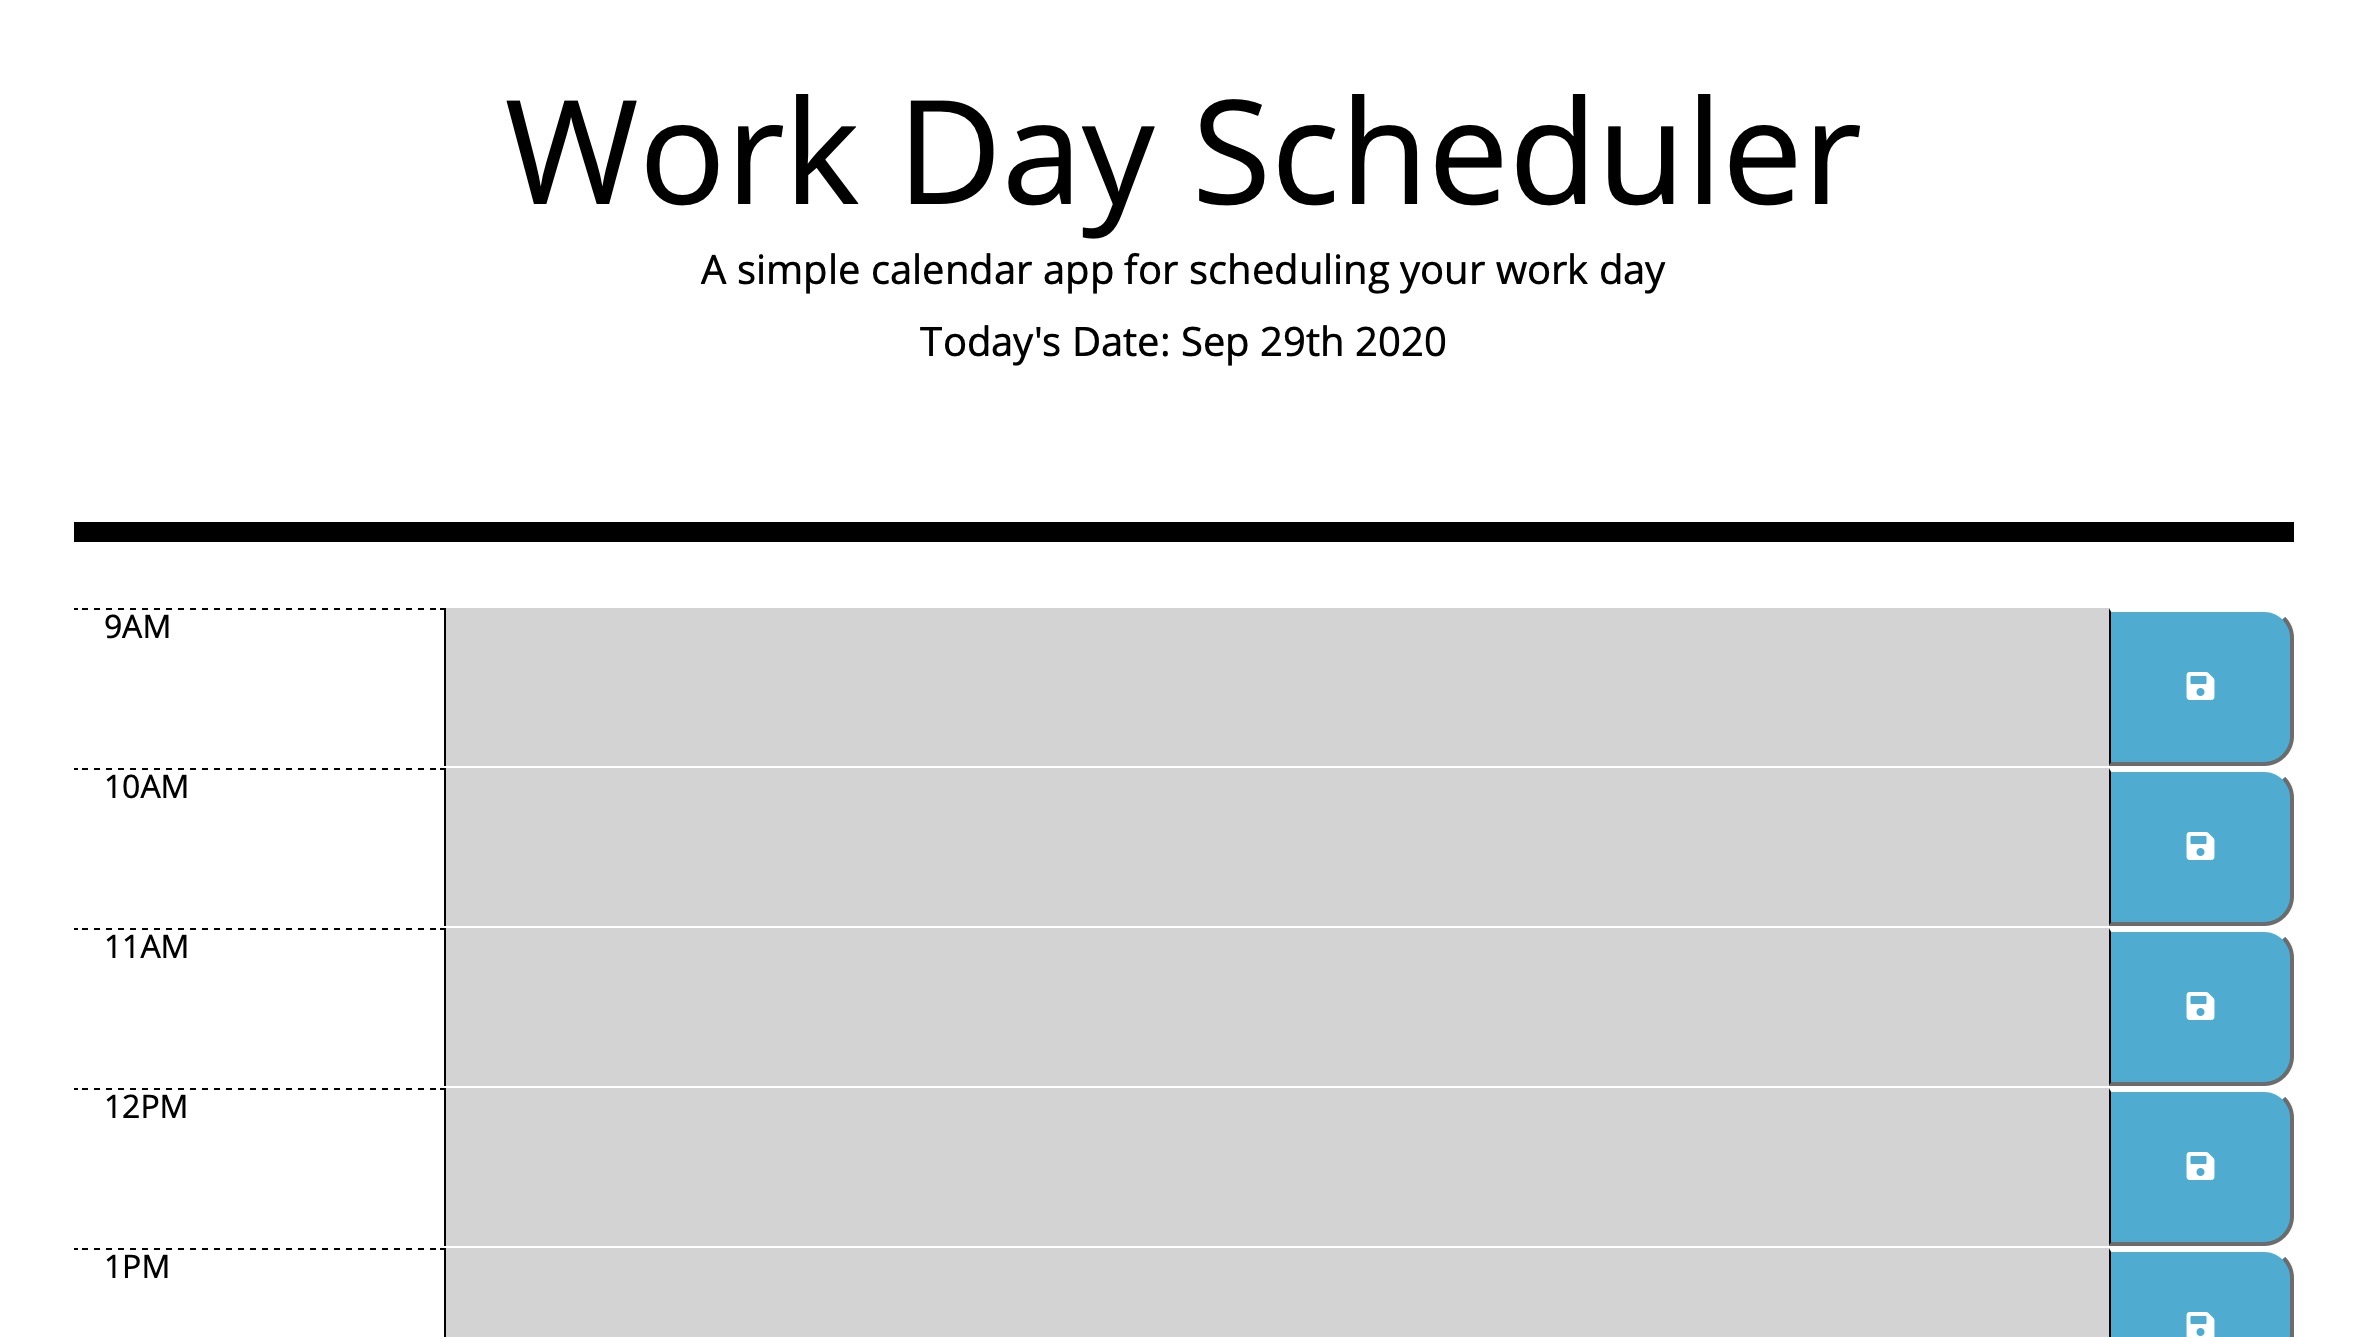 Work Day Scheduler
A simple calendar app for scheduling your work day
Today's Date: Sep 29th 2020
9AM
10AM
11AM
12PM
1PM